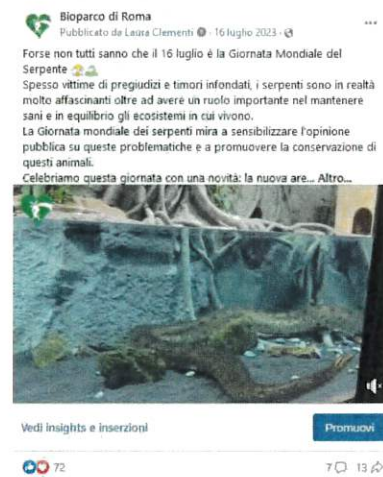 Bioparco di Roma
Pubblicato da Laura Clementi · 16 luglio 2023 ·
Forse non tutti sanno che il 16 luglio è la Giornata Mondiale del
Serpente
Spesso vittime di pregiudizi e timori infondati, i serpenti sono in realtà
molto affascinanti oltre ad avere un ruolo importante nel mantenere
sani e in equilibrio gli ecosistemi in cui vivono.
La Giornata mondiale dei serpenti mira a sensibilizzare l'opinione
pubblica su queste problematiche e a promuovere la conservazione di
questi animali.
Celebriamo questa giornata con una novità: la nuova are... Altro...
Vedi insights e inserzioni
Promuovi
72
7
13